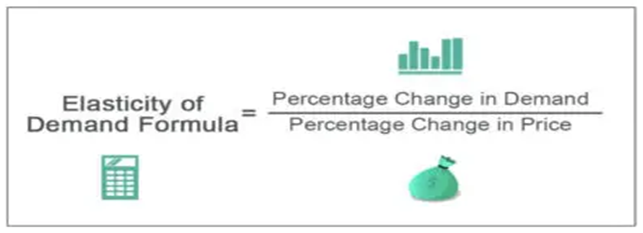 Elasticity of
Demand Formula
=
Percentage Change in Demand
Percentage Change in Price
$